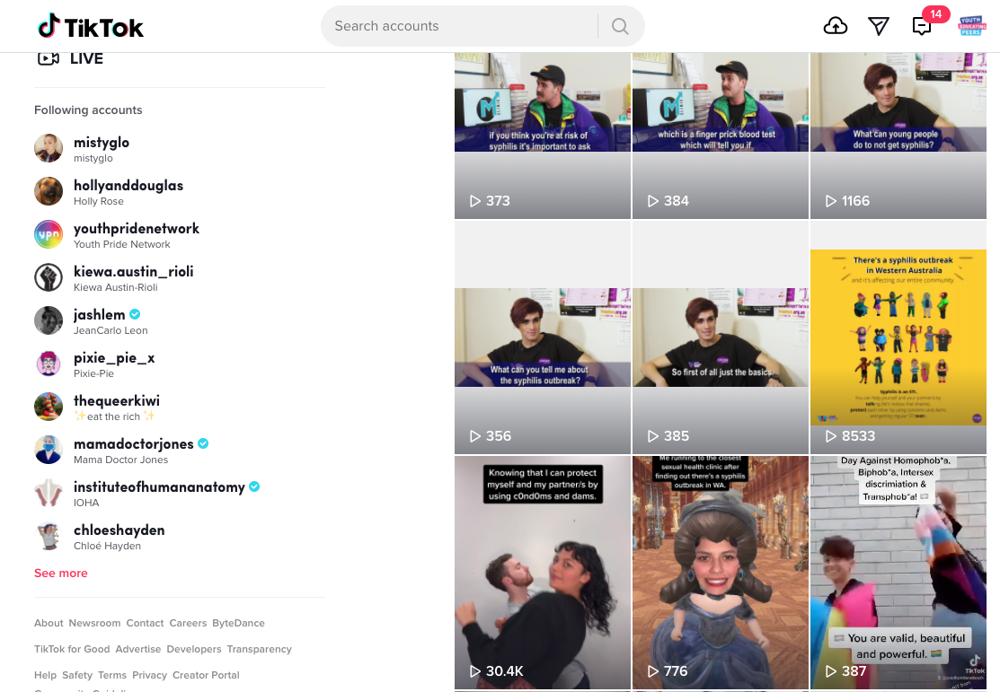 TikTok
Search accounts
14
YOUTH
EDUCATING
PEERS
LIVE
Following accounts
mistyglo
mistyglo
hollyanddouglas
Holly Rose
ypn
youthpridenetwork
Youth Pride Network
kiewa.austin_rioli
Kiewa Austin-Rioli
jashlem
JeanCarlo Leon
pixie_pie_x
Pixie-Pie
thequeerkiwi
✨eat the rich ✨
mamadoctorjones
Mama Doctor Jones
instituteofhumananatomy
IOHA
chloeshayden
Chloé Hayden
See more
About Newsroom Contact Careers ByteDance
TikTok for Good Advertise Developers Transparency
Help Safety Terms Privacy Creator Portal
if you think you're at risk of
syphilis it's important to ask
373
which is a finger prick blood test
which will tell you if
384
What can young people
do to not get syphilis?
1166
What can you tell me about
the syphilis outbreak?
356
So first of all just the basics.
385
There's a syphilis outbreak
in Western Australia
and it's affecting our entire community.
Syphilis is an STI.
8533
Knowing that I can protect
myself and my partner/s by
using c0nd0ms and dams.
30.4K
Me running to the closest
sexual health clinic after
finding out there's a syphilis
outbreak in WA.
776
Day Against Homophob*a,
Biphob*a, Intersex
discrimiation &
Transphob*a!
You are valid, beautiful
and powerful. 🏳️‍🌈
TikTok
387